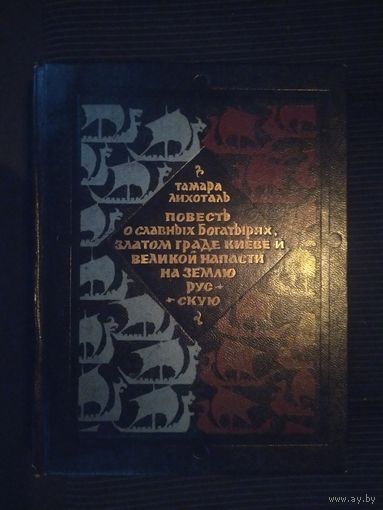 ТАМАРА
ЛИХОТАЛЬ
ПОВЕСТЬ
О СЛАВНЫХ БОГАТЫРЯХ,
ЗЛАТОМ ГРАДЕ КИЕВЕ И
ВЕЛИКОЙ НАПАСТИ
НА ЗЕМЛЮ
РУС-
СКУЮ
www.ay.by